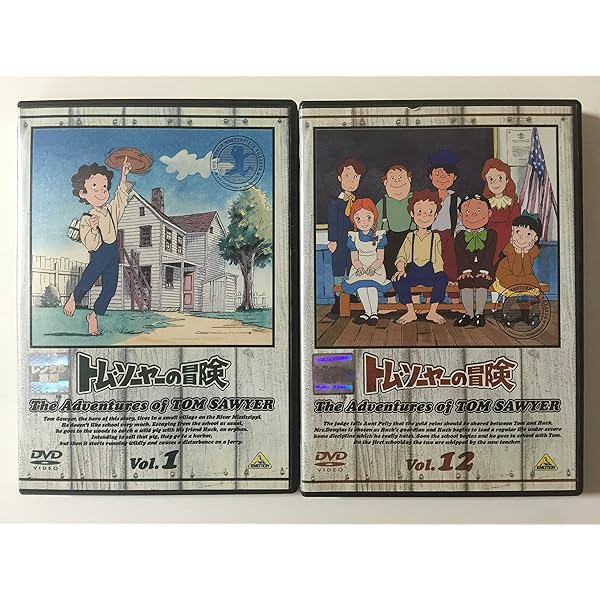 トム・ソーヤーの冒険
The Adventures of TOM SAWYER
Tom Sawyer, the hero of this story, lives in a small village on the River Mississippi.
He doesn't like school very much. Escaping from the school as usual,
he goes to the woods to catch a wild pig with his friend Huck, an orphan.
Intending to sell that pig, they go to a harbor,
but then it starts running wildly and causes a disturbance on a ferry.
DVD
VIDEO
Vol.1
EMOTION
トム・ソーヤーの冒険
The Adventures of TOM SAWYER
The judge tells Aunt Polly that the gold coins should be shared between Tom and Huck.
Mrs.Douglas is chosen as Huck's guardian and Huck begins to lead a regular life under severe
home discipline which he really hates. Soon the school begins and he goes to school with Tom.
On the first schoolday the two are whipped by the new teacher.
DVD
VIDEO
Vol.12
EMOTION